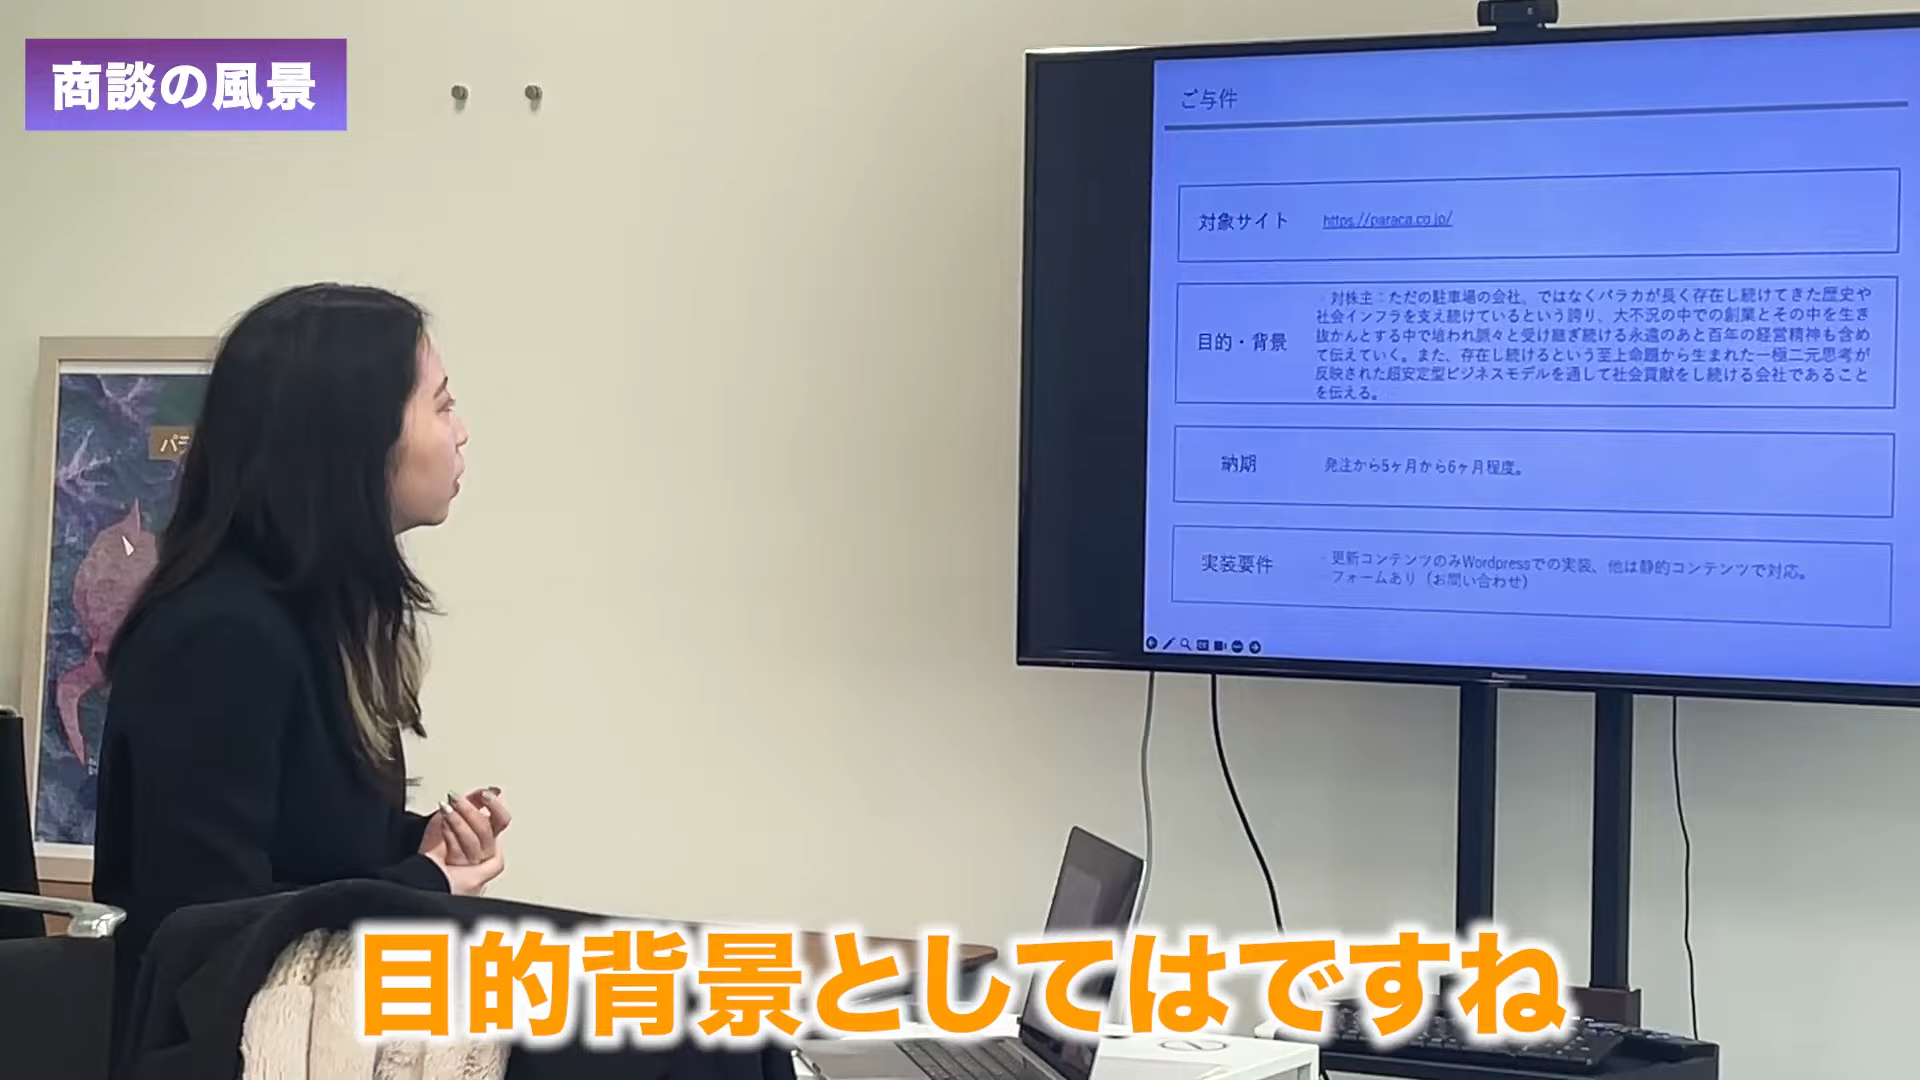 商談の風景
ご与件
対象サイト
https://paraca.co.jp/
目的・背景
・対株主：ただの駐車場の会社、ではなくパラカが長く存在し続けてきた歴史や
社会インフラを支え続けているという誇り、大不況の中での創業とその中を生き
抜かんとする中で培われ脈々と受け継ぎ続ける永遠のあと百年の経営精神も含め
て伝えていく。また、存在し続けるという至上命題から生まれた一極二元思考が
反映された超安定型ビジネスモデルを通して社会貢献をし続ける会社であること
を伝える。
納期
発注から5ヶ月から6ヶ月程度。
実装要件
・更新コンテンツのみWordpressでの実装、他は静的コンテンツで対応。
・フォームあり（お問い合わせ）
Panasonic
目的背景としてはですね